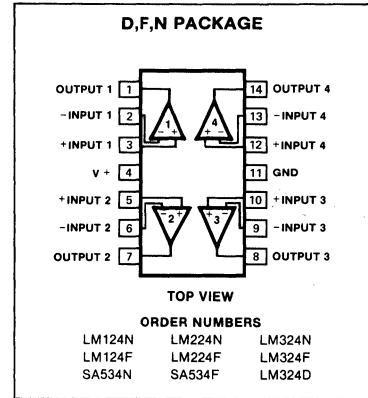 D,F,N PACKAGE
OUTPUT 1 1 14 OUTPUT 4
−INPUT 1 2 13 −INPUT 4
1 4
− + + −
+INPUT 1 3 12 +INPUT 4
V + 4 11 GND
+INPUT 2 5 10 +INPUT 3
− + + −
2 3
−INPUT 2 6 9 −INPUT 3
OUTPUT 2 7 8 OUTPUT 3
TOP VIEW
ORDER NUMBERS
LM124N LM224N LM324N
LM124F LM224F LM324F
SA534N SA534F LM324D